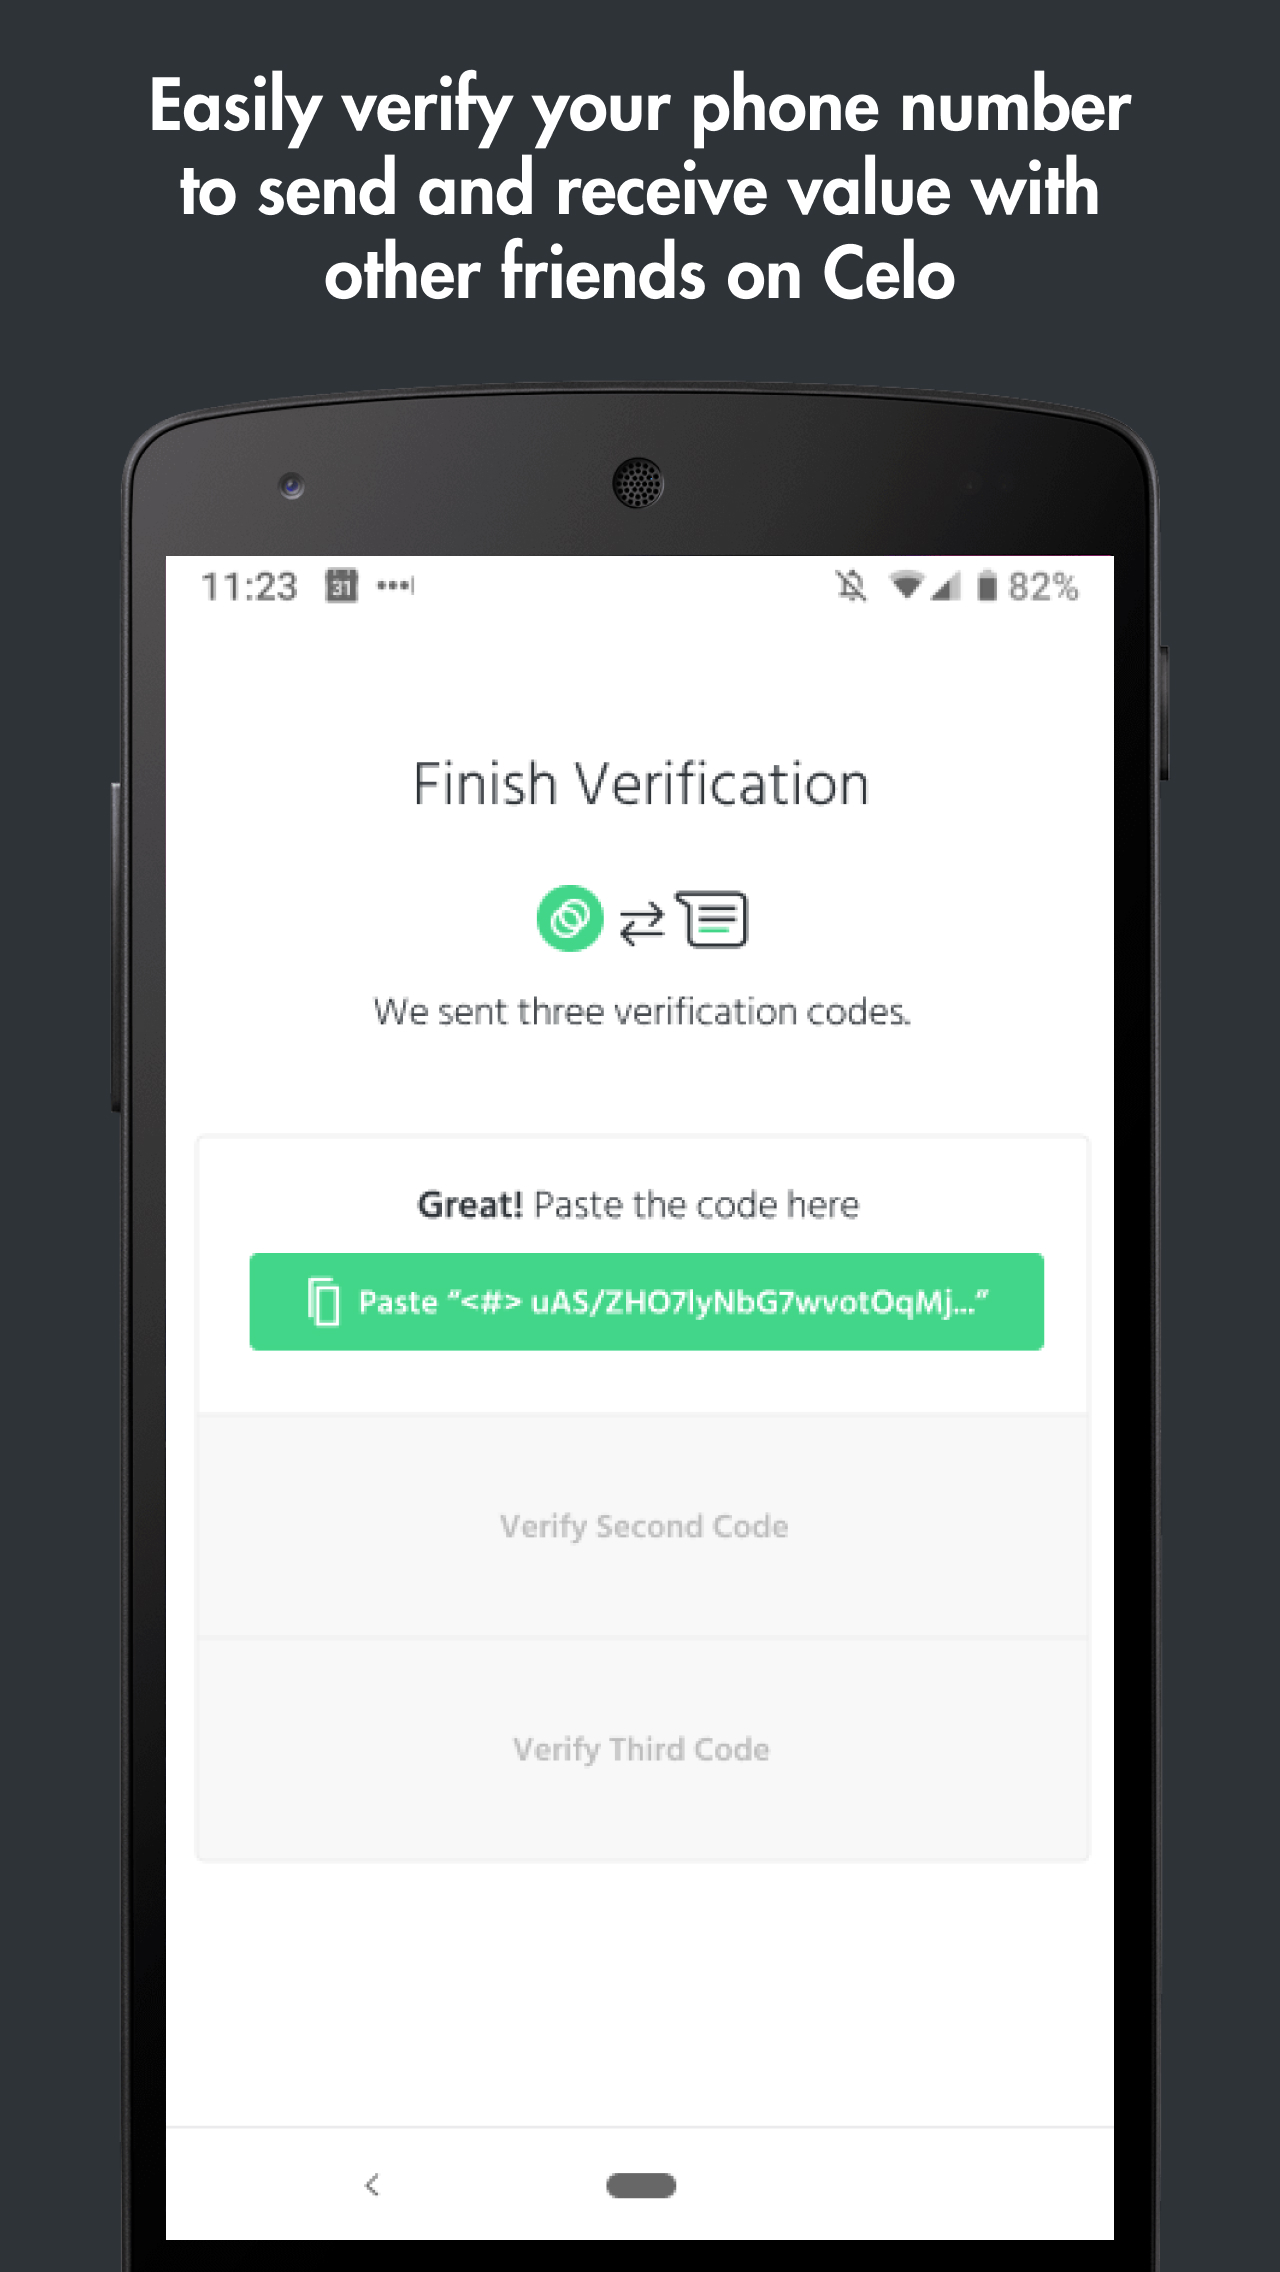 Easily verify your phone number
to send and receive value with
other friends on Celo
11:23 31 82%
Finish Verification
We sent three verification codes.
Great! Paste the code here
Paste “<#> uAS/ZHO7lyNbG7wvotOqMj...”
Verify Second Code
Verify Third Code